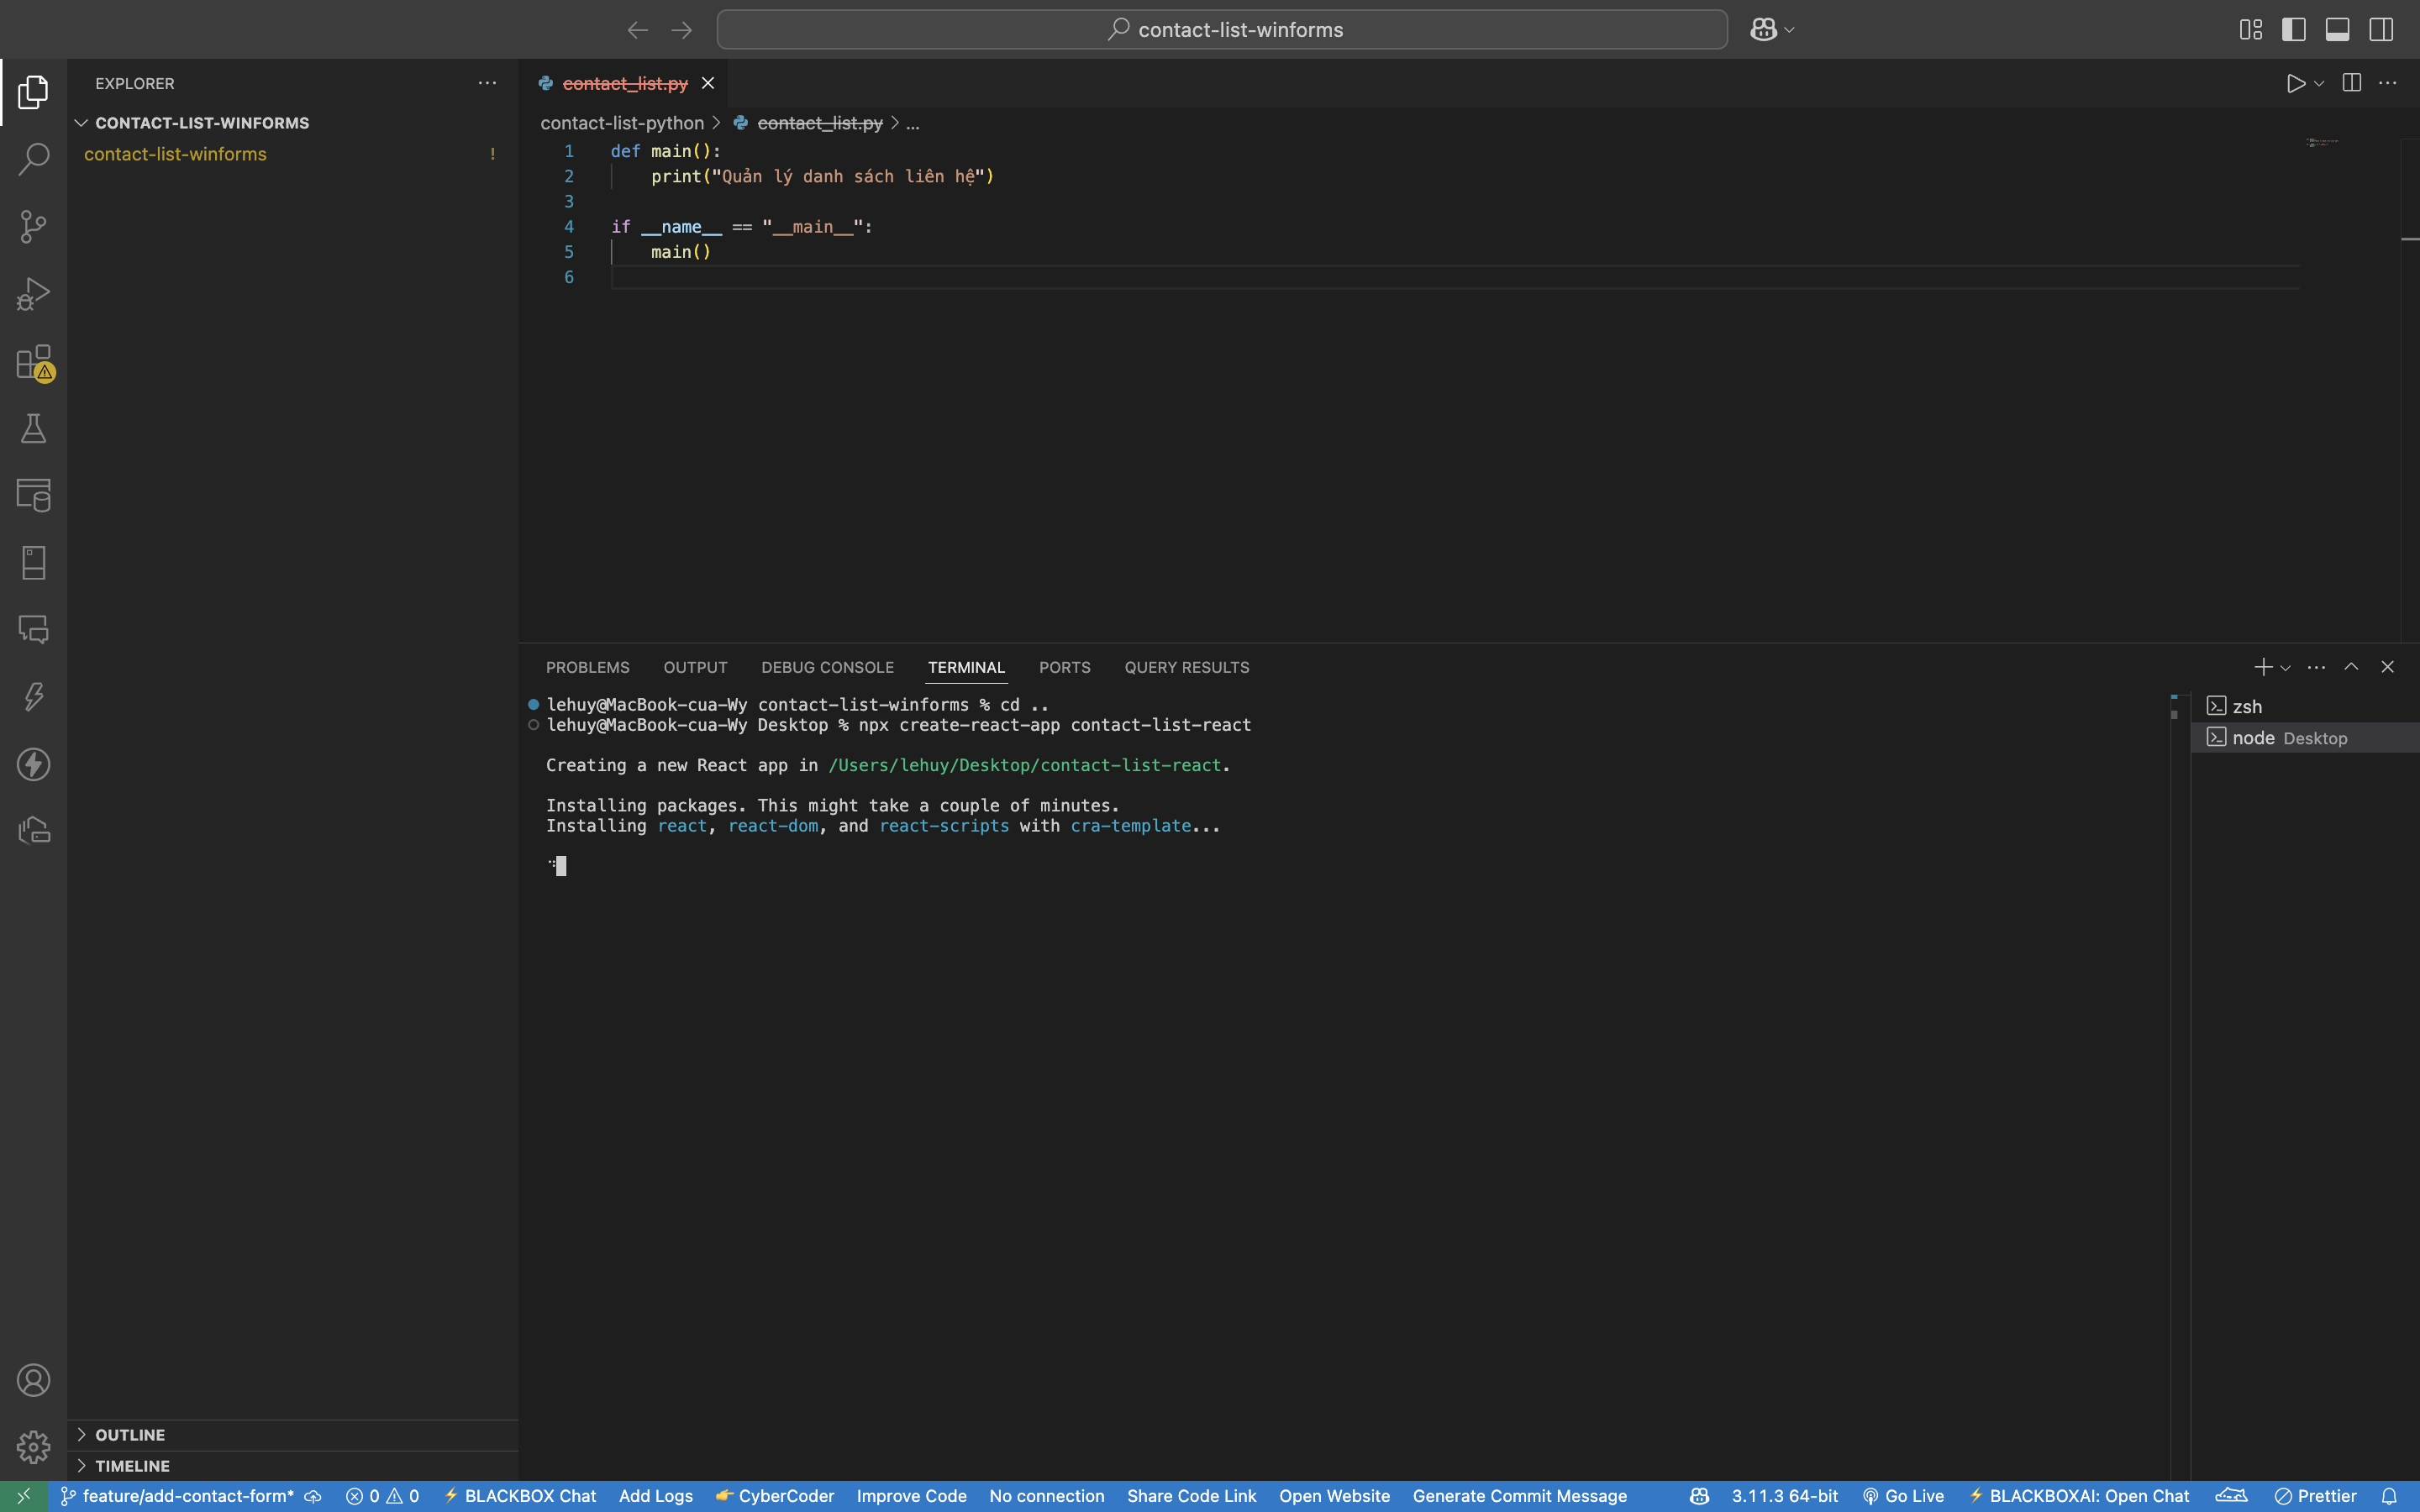 contact-list-winforms
EXPLORER
CONTACT-LIST-WINFORMS
contact-list-winforms !
contact_list.py
contact-list-python > contact_list.py > ...
1 def main():
2 print("Quản lý danh sách liên hệ")
3
4 if __name__ == "__main__":
5 main()
6
PROBLEMS OUTPUT DEBUG CONSOLE TERMINAL PORTS QUERY RESULTS
lehuy@MacBook-cua-Wy contact-list-winforms % cd ..
lehuy@MacBook-cua-Wy Desktop % npx create-react-app contact-list-react
Creating a new React app in /Users/lehuy/Desktop/contact-list-react.
Installing packages. This might take a couple of minutes.
Installing react, react-dom, and react-scripts with cra-template...
zsh
node Desktop
OUTLINE
TIMELINE
feature/add-contact-form* 0 0 BLACKBOX Chat Add Logs CyberCoder Improve Code No connection Share Code Link Open Website Generate Commit Message 3.11.3 64-bit Go Live BLACKBOXAI: Open Chat Prettier